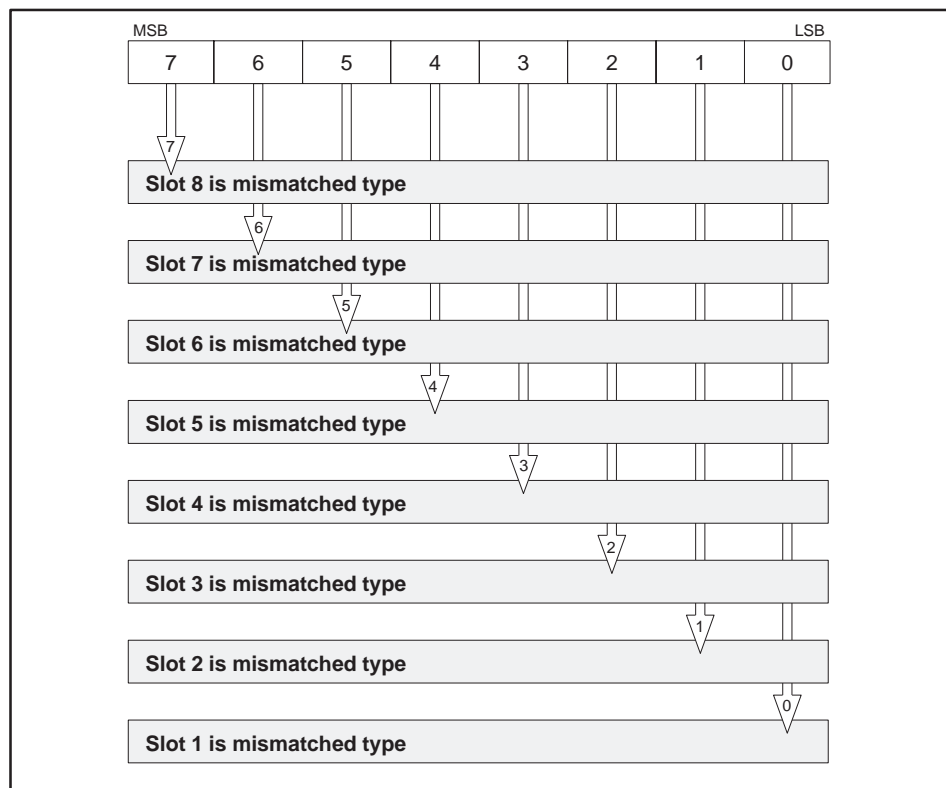 MSB LSB
7 6 5 4 3 2 1 0
7
Slot 8 is mismatched type
6
Slot 7 is mismatched type
5
Slot 6 is mismatched type
4
Slot 5 is mismatched type
3
Slot 4 is mismatched type
2
Slot 3 is mismatched type
1
Slot 2 is mismatched type
0
Slot 1 is mismatched type